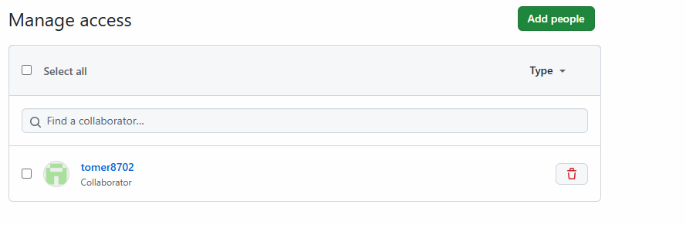 Manage access
Add people
Select all
Type
Find a collaborator...
tomer8702
Collaborator